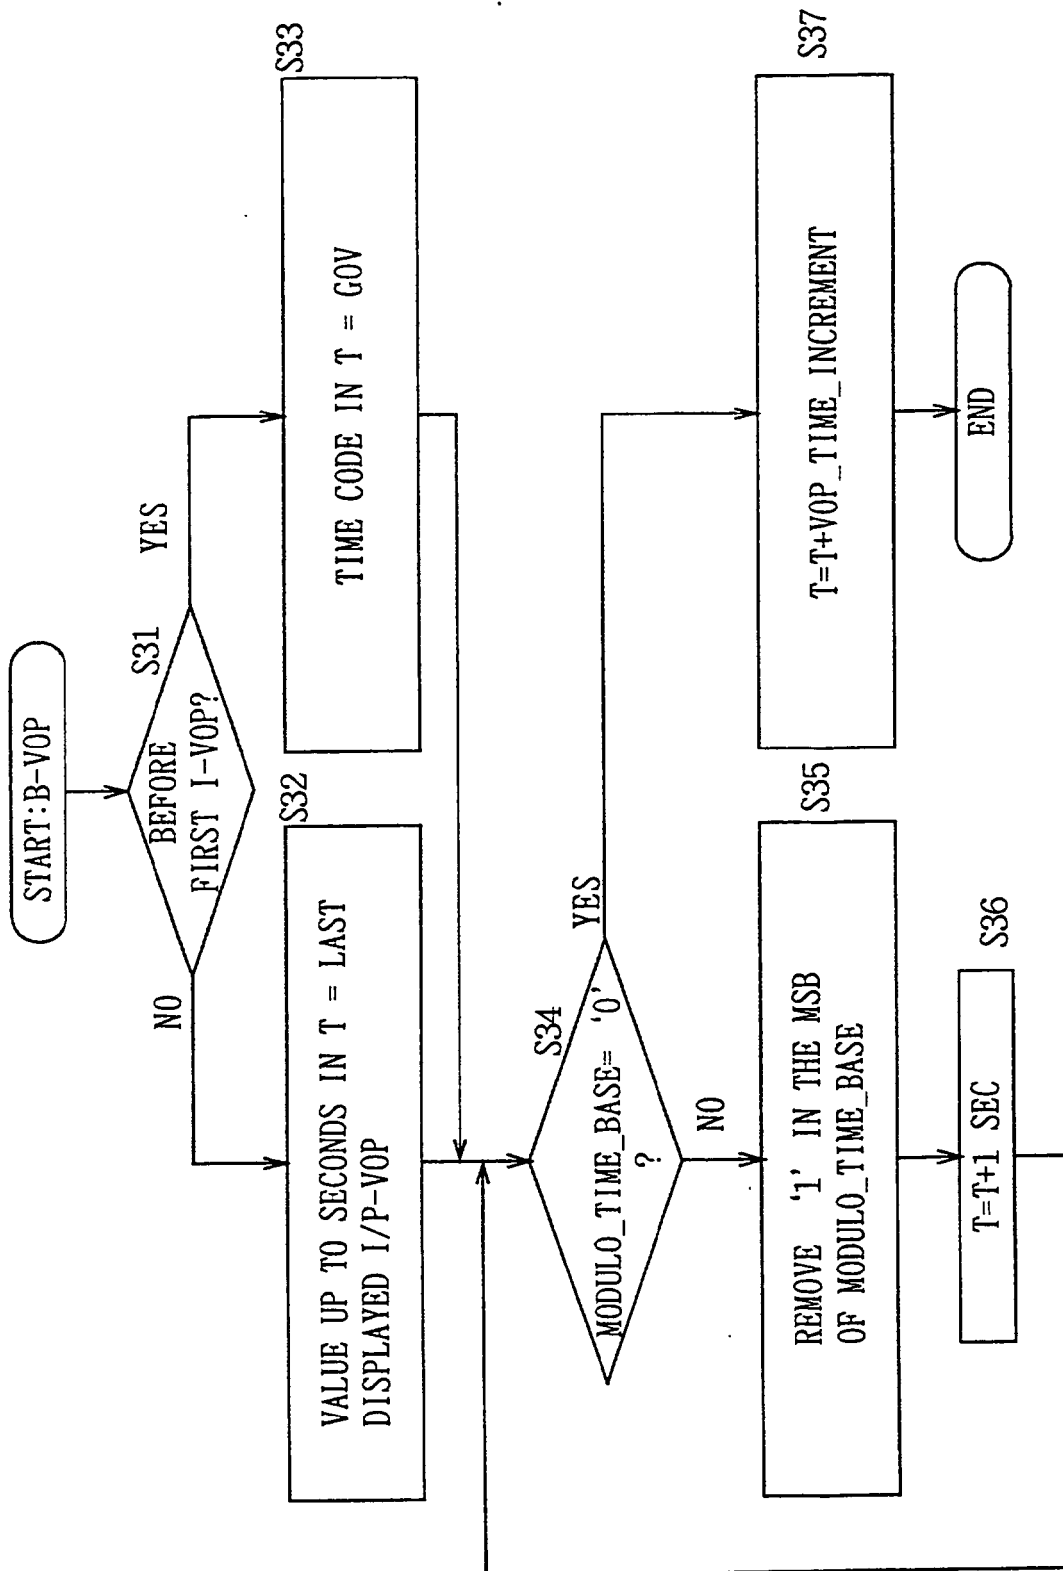 START:B-VOP
S31
BEFORE
FIRST I-VOP?
NO
YES
S32
VALUE UP TO SECONDS IN T = LAST
DISPLAYED I/P-VOP
S33
TIME CODE IN T = GOV
S34
MODULO_TIME_BASE= ‘0’
?
YES
NO
S35
REMOVE ‘1’ IN THE MSB
OF MODULO_TIME_BASE
S36
T=T+1 SEC
S37
T=T+VOP_TIME_INCREMENT
END